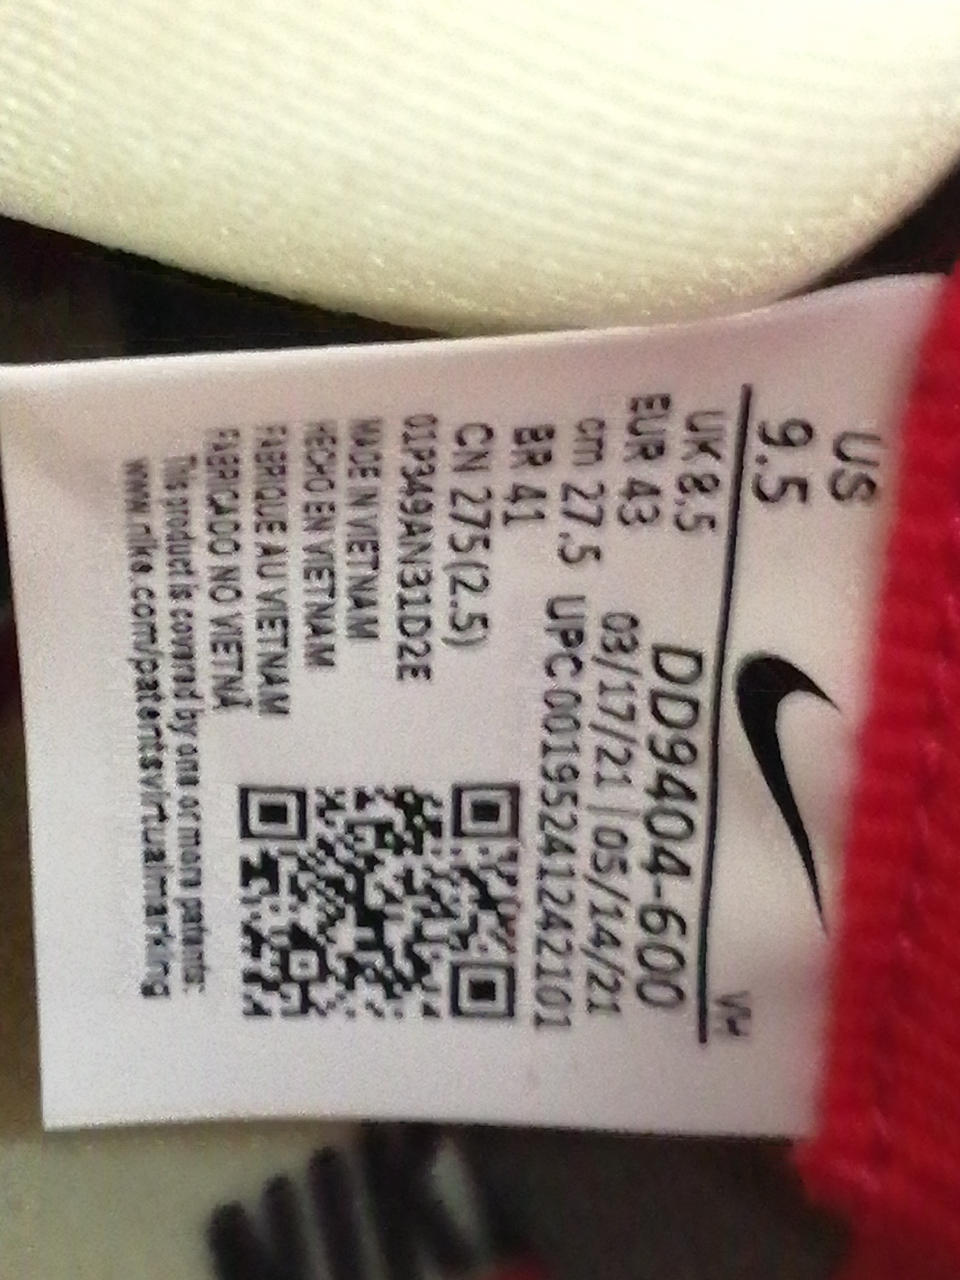 US
9.5
VH
UK 8.5
EUR 43
DD9404-600
cm 27.5
03/17/21 | 05/14/21
BR 41
UPC 00195241242101
CN 275(2.5)
01P349AN31D2E
MADE IN VIETNAM
HECHO EN VIETNAM
FABRIQUE AU VIETNAM
FABRICADO NO VIETNÃ
This product is covered by one or more patents:
www.nike.com/patentsvirtualmarking
NIK